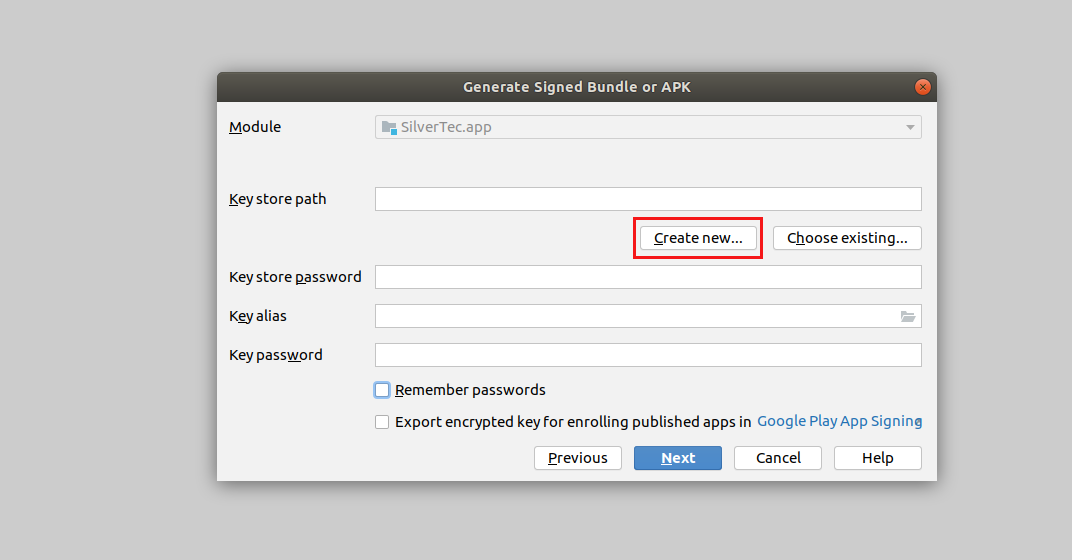 Generate Signed Bundle or APK
Module SilverTec.app
Key store path
Create new... Choose existing...
Key store password
Key alias
Key password
Remember passwords
Export encrypted key for enrolling published apps in Google Play App Signing
Previous Next Cancel Help